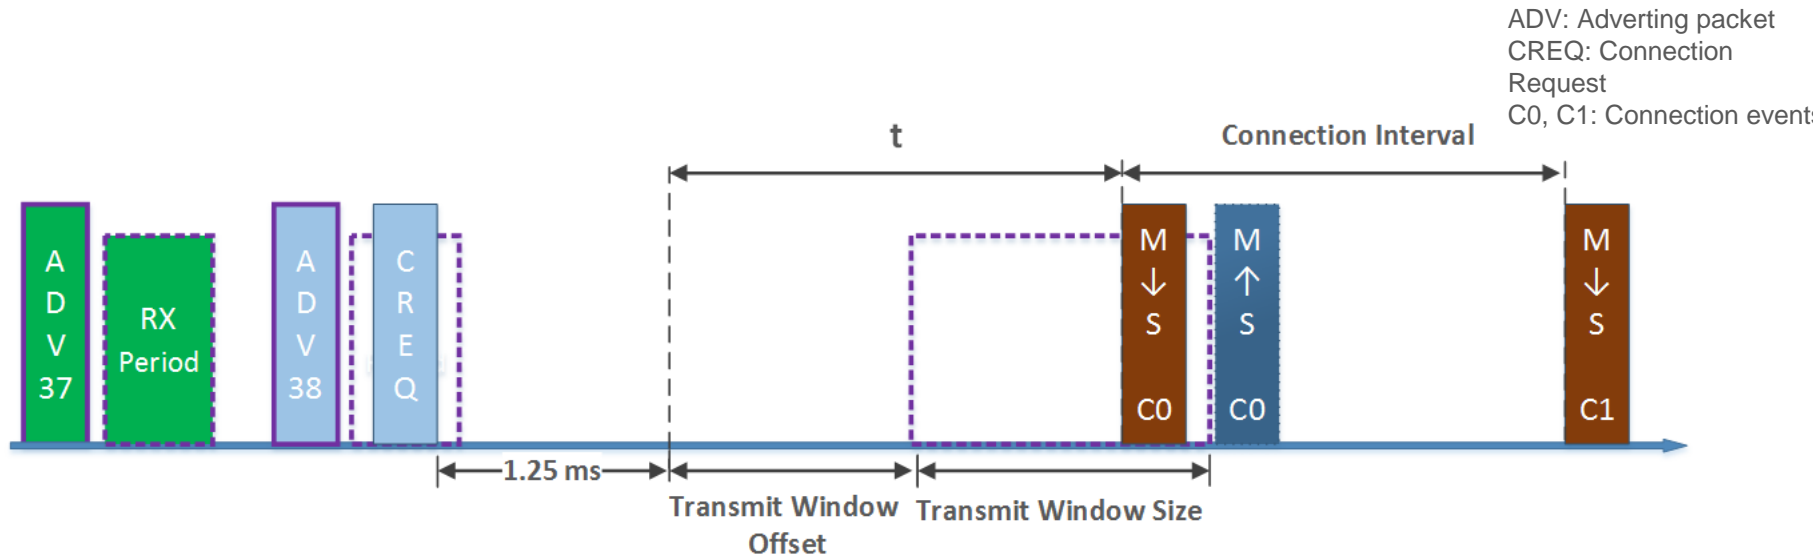 ADV: Adverting packet
CREQ: Connection
Request
C0, C1: Connection events
t
Connection Interval
A
D
V
37
RX
Period
A
D
V
38
C
R
E
Q
M
↓
S
C0
M
↑
S
C0
M
↓
S
C1
1.25 ms
Transmit Window
Offset
Transmit Window Size